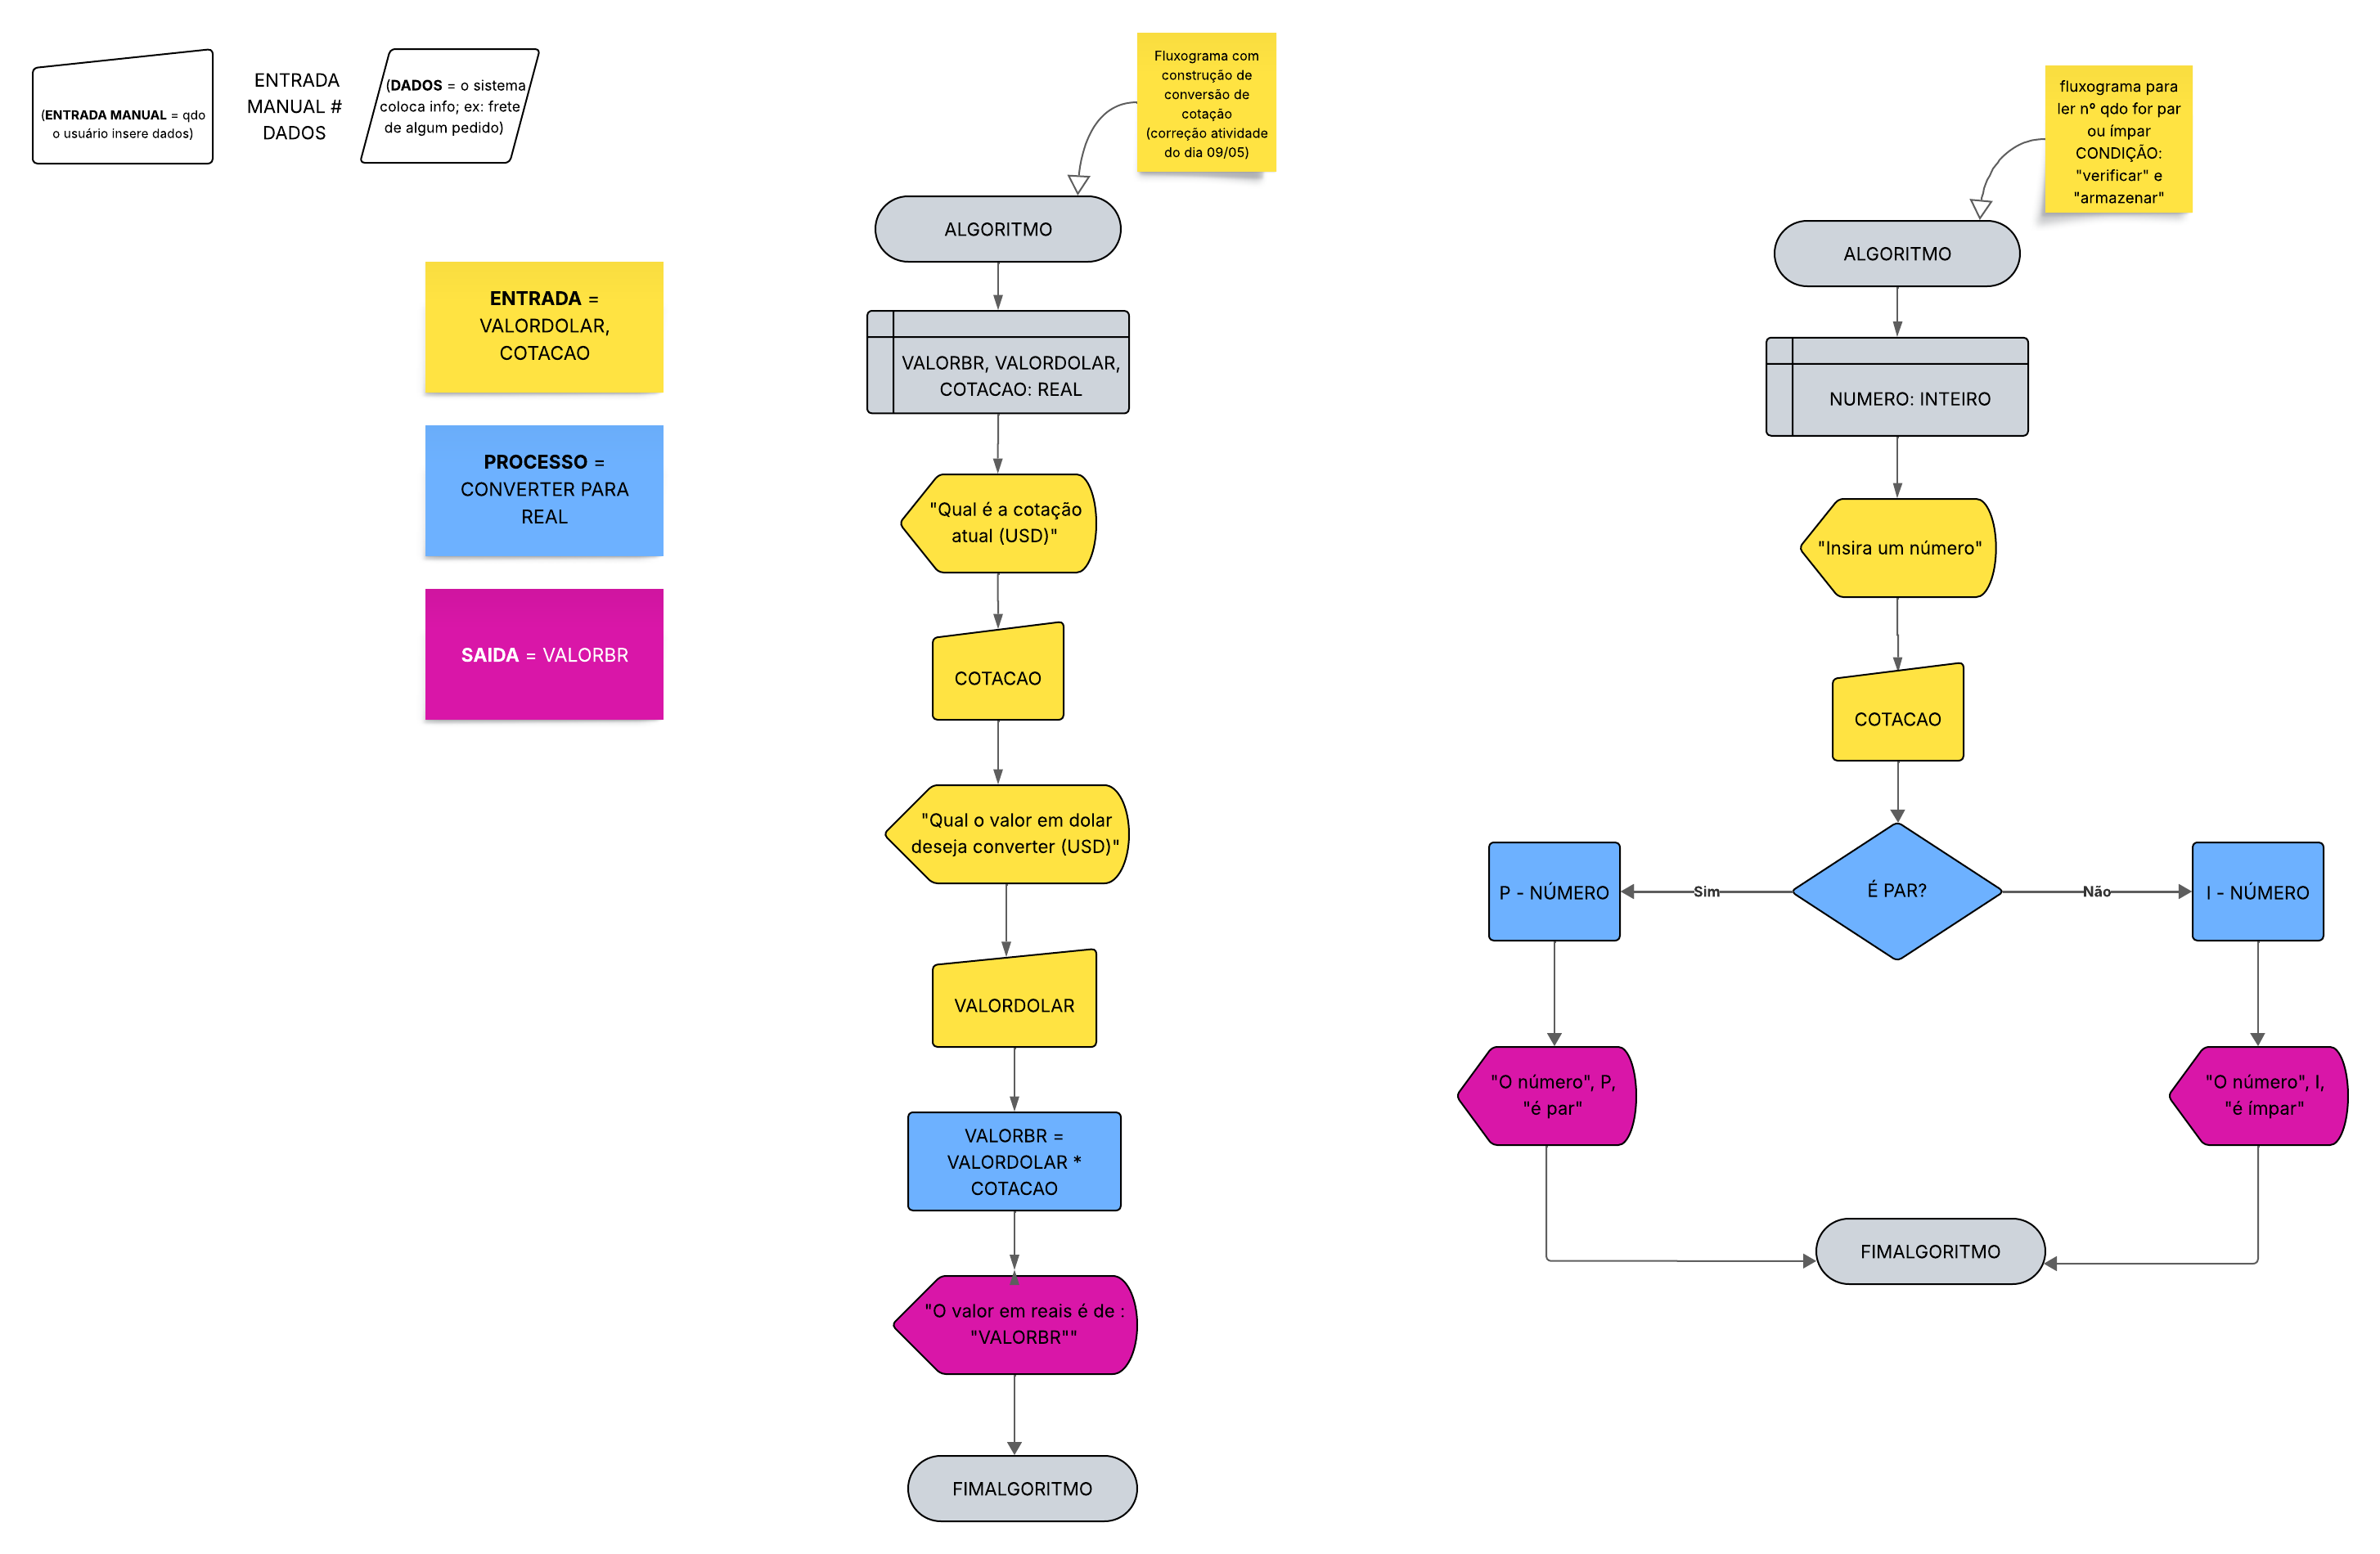 (ENTRADA MANUAL = qdo
o usuário insere dados)
ENTRADA
MANUAL #
DADOS
(DADOS = o sistema
coloca info; ex: frete
de algum pedido)
ENTRADA =
VALORDOLAR,
COTACAO
PROCESSO =
CONVERTER PARA
REAL
SAIDA = VALORBR
Fluxograma com
construção de
conversão de
cotação
(correção atividade
do dia 09/05)
ALGORITMO
VALORBR, VALORDOLAR,
COTACAO: REAL
"Qual é a cotação
atual (USD)"
COTACAO
"Qual o valor em dolar
deseja converter (USD)"
VALORDOLAR
VALORBR =
VALORDOLAR *
COTACAO
"O valor em reais é de :
"VALORBR""
FIMALGORITMO
fluxograma para
ler nº qdo for par
ou ímpar
CONDIÇÃO:
"verificar" e
"armazenar"
ALGORITMO
NUMERO: INTEIRO
"Insira um número"
COTACAO
É PAR?
Sim
Não
P - NÚMERO
I - NÚMERO
"O número", P,
"é par"
"O número", I,
"é ímpar"
FIMALGORITMO